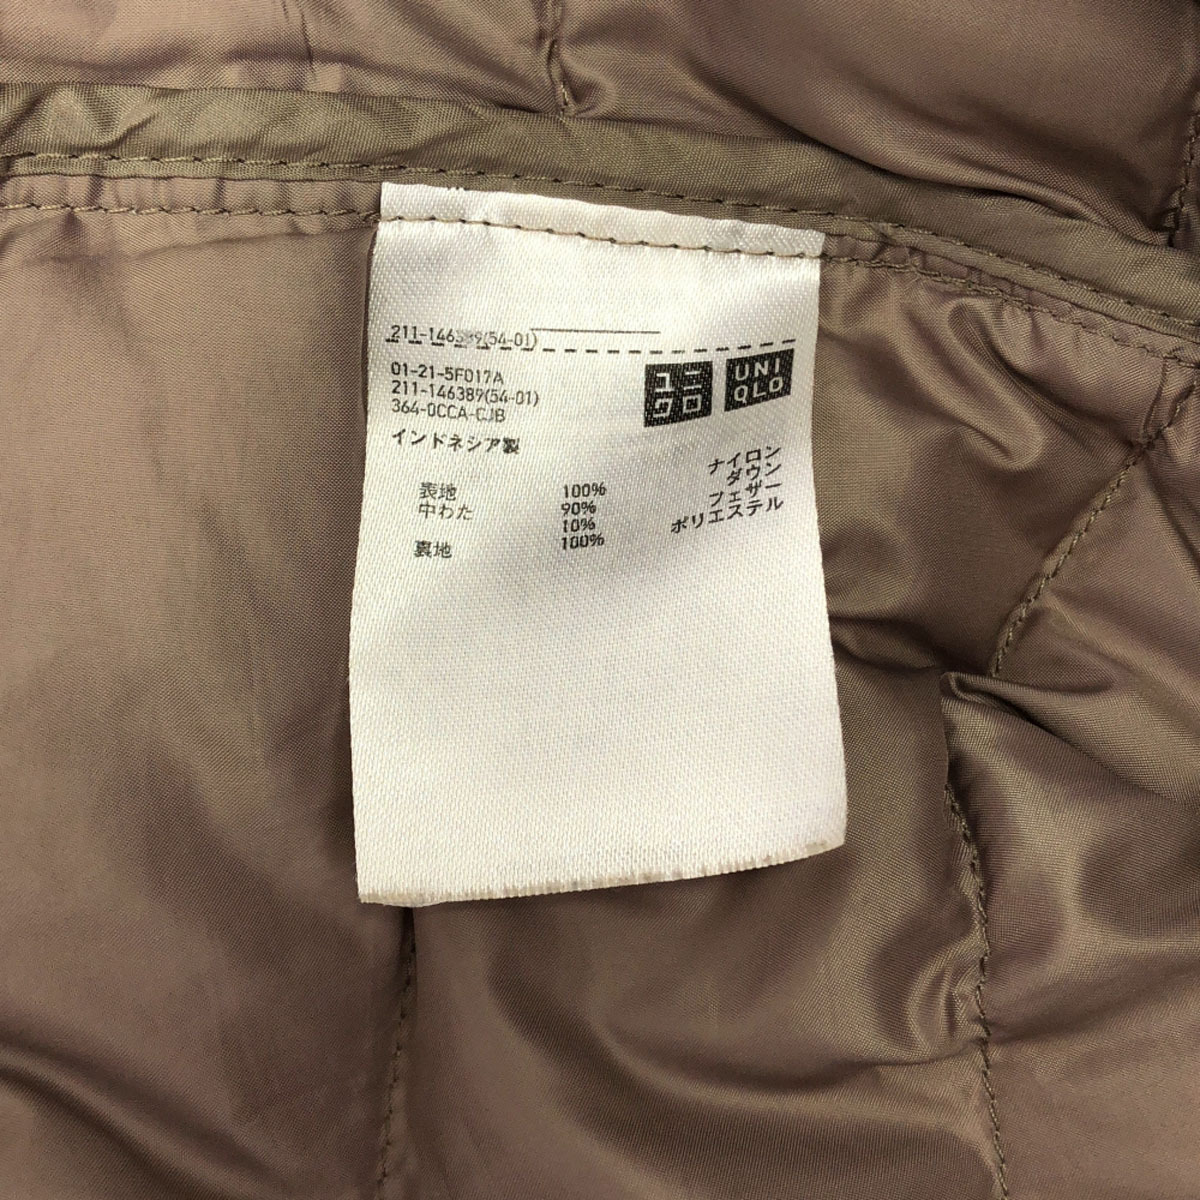 211-146389(54-01)
01-21-5F017A
211-146389(54-01)
364-0CCA-CJB
インドネシア製
ユニ
クロ
UNI
QLO
表地 100% ナイロン
中わた 90% ダウン
10% フェザー
裏地 100% ポリエステル